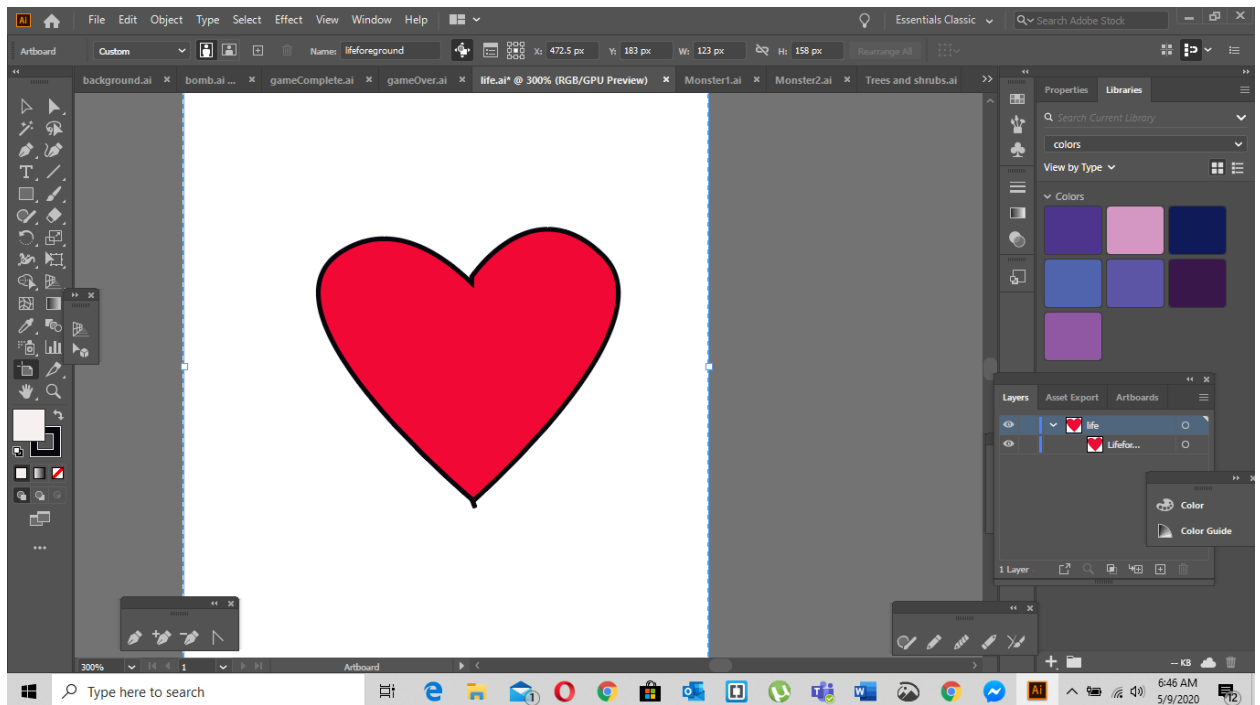 Ai File Edit Object Type Select Effect View Window Help Essentials Classic Search Adobe Stock
Artboard Custom Name: lifeforeground X: 472.5 px Y: 183 px W: 123 px H: 158 px Rearrange All
background.ai × bomb.ai ... × gameComplete.ai × gameOver.ai × life.ai* @ 300% (RGB/GPU Preview) × Monster1.ai × Monster2.ai × Trees and shrubs.ai
Properties Libraries
Search Current Library
colors
View by Type
Colors
Layers Asset Export Artboards
life
Lifefor...
Color
Color Guide
1 Layer
300% 1 Artboard
-- KB
Type here to search
1
Ai
6:46 AM
5/9/2020
12